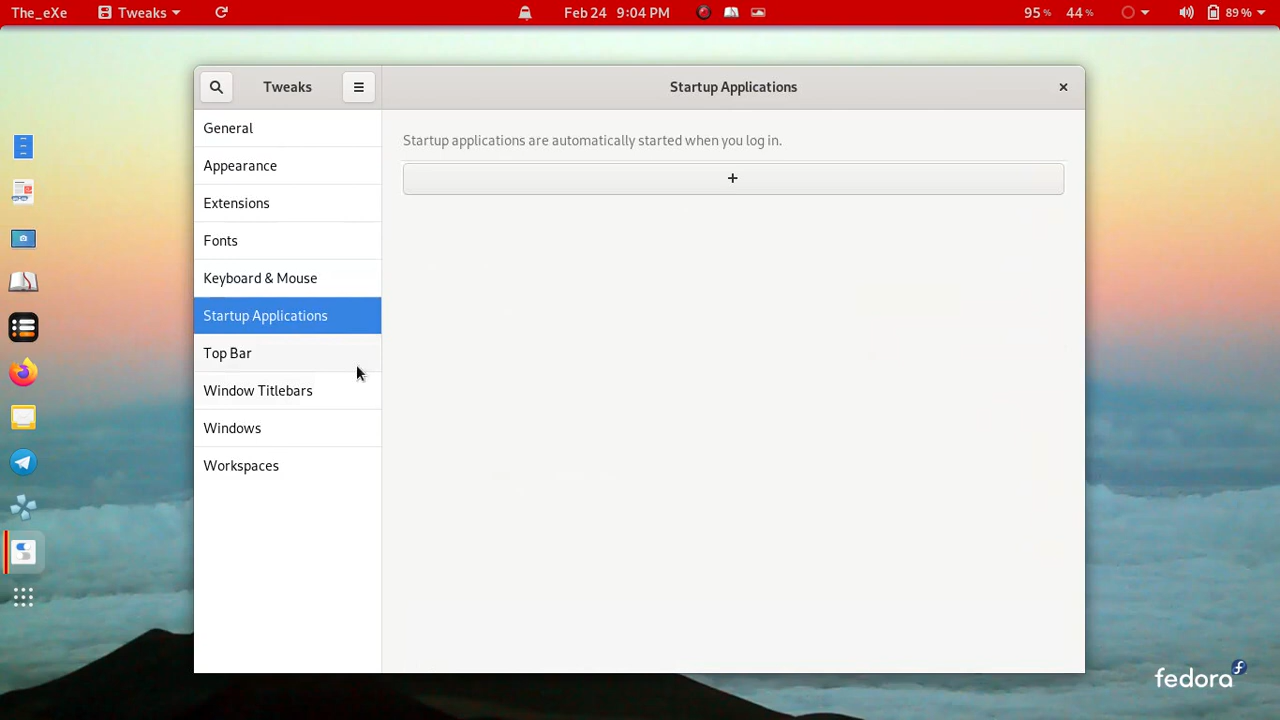 The_eXe Tweaks Feb 24 9:04 PM 95 % 44 % 89 %
Tweaks
Startup Applications
General
Appearance
Extensions
Fonts
Keyboard & Mouse
Startup Applications
Top Bar
Window Titlebars
Windows
Workspaces
Startup applications are automatically started when you log in.
+
fedora